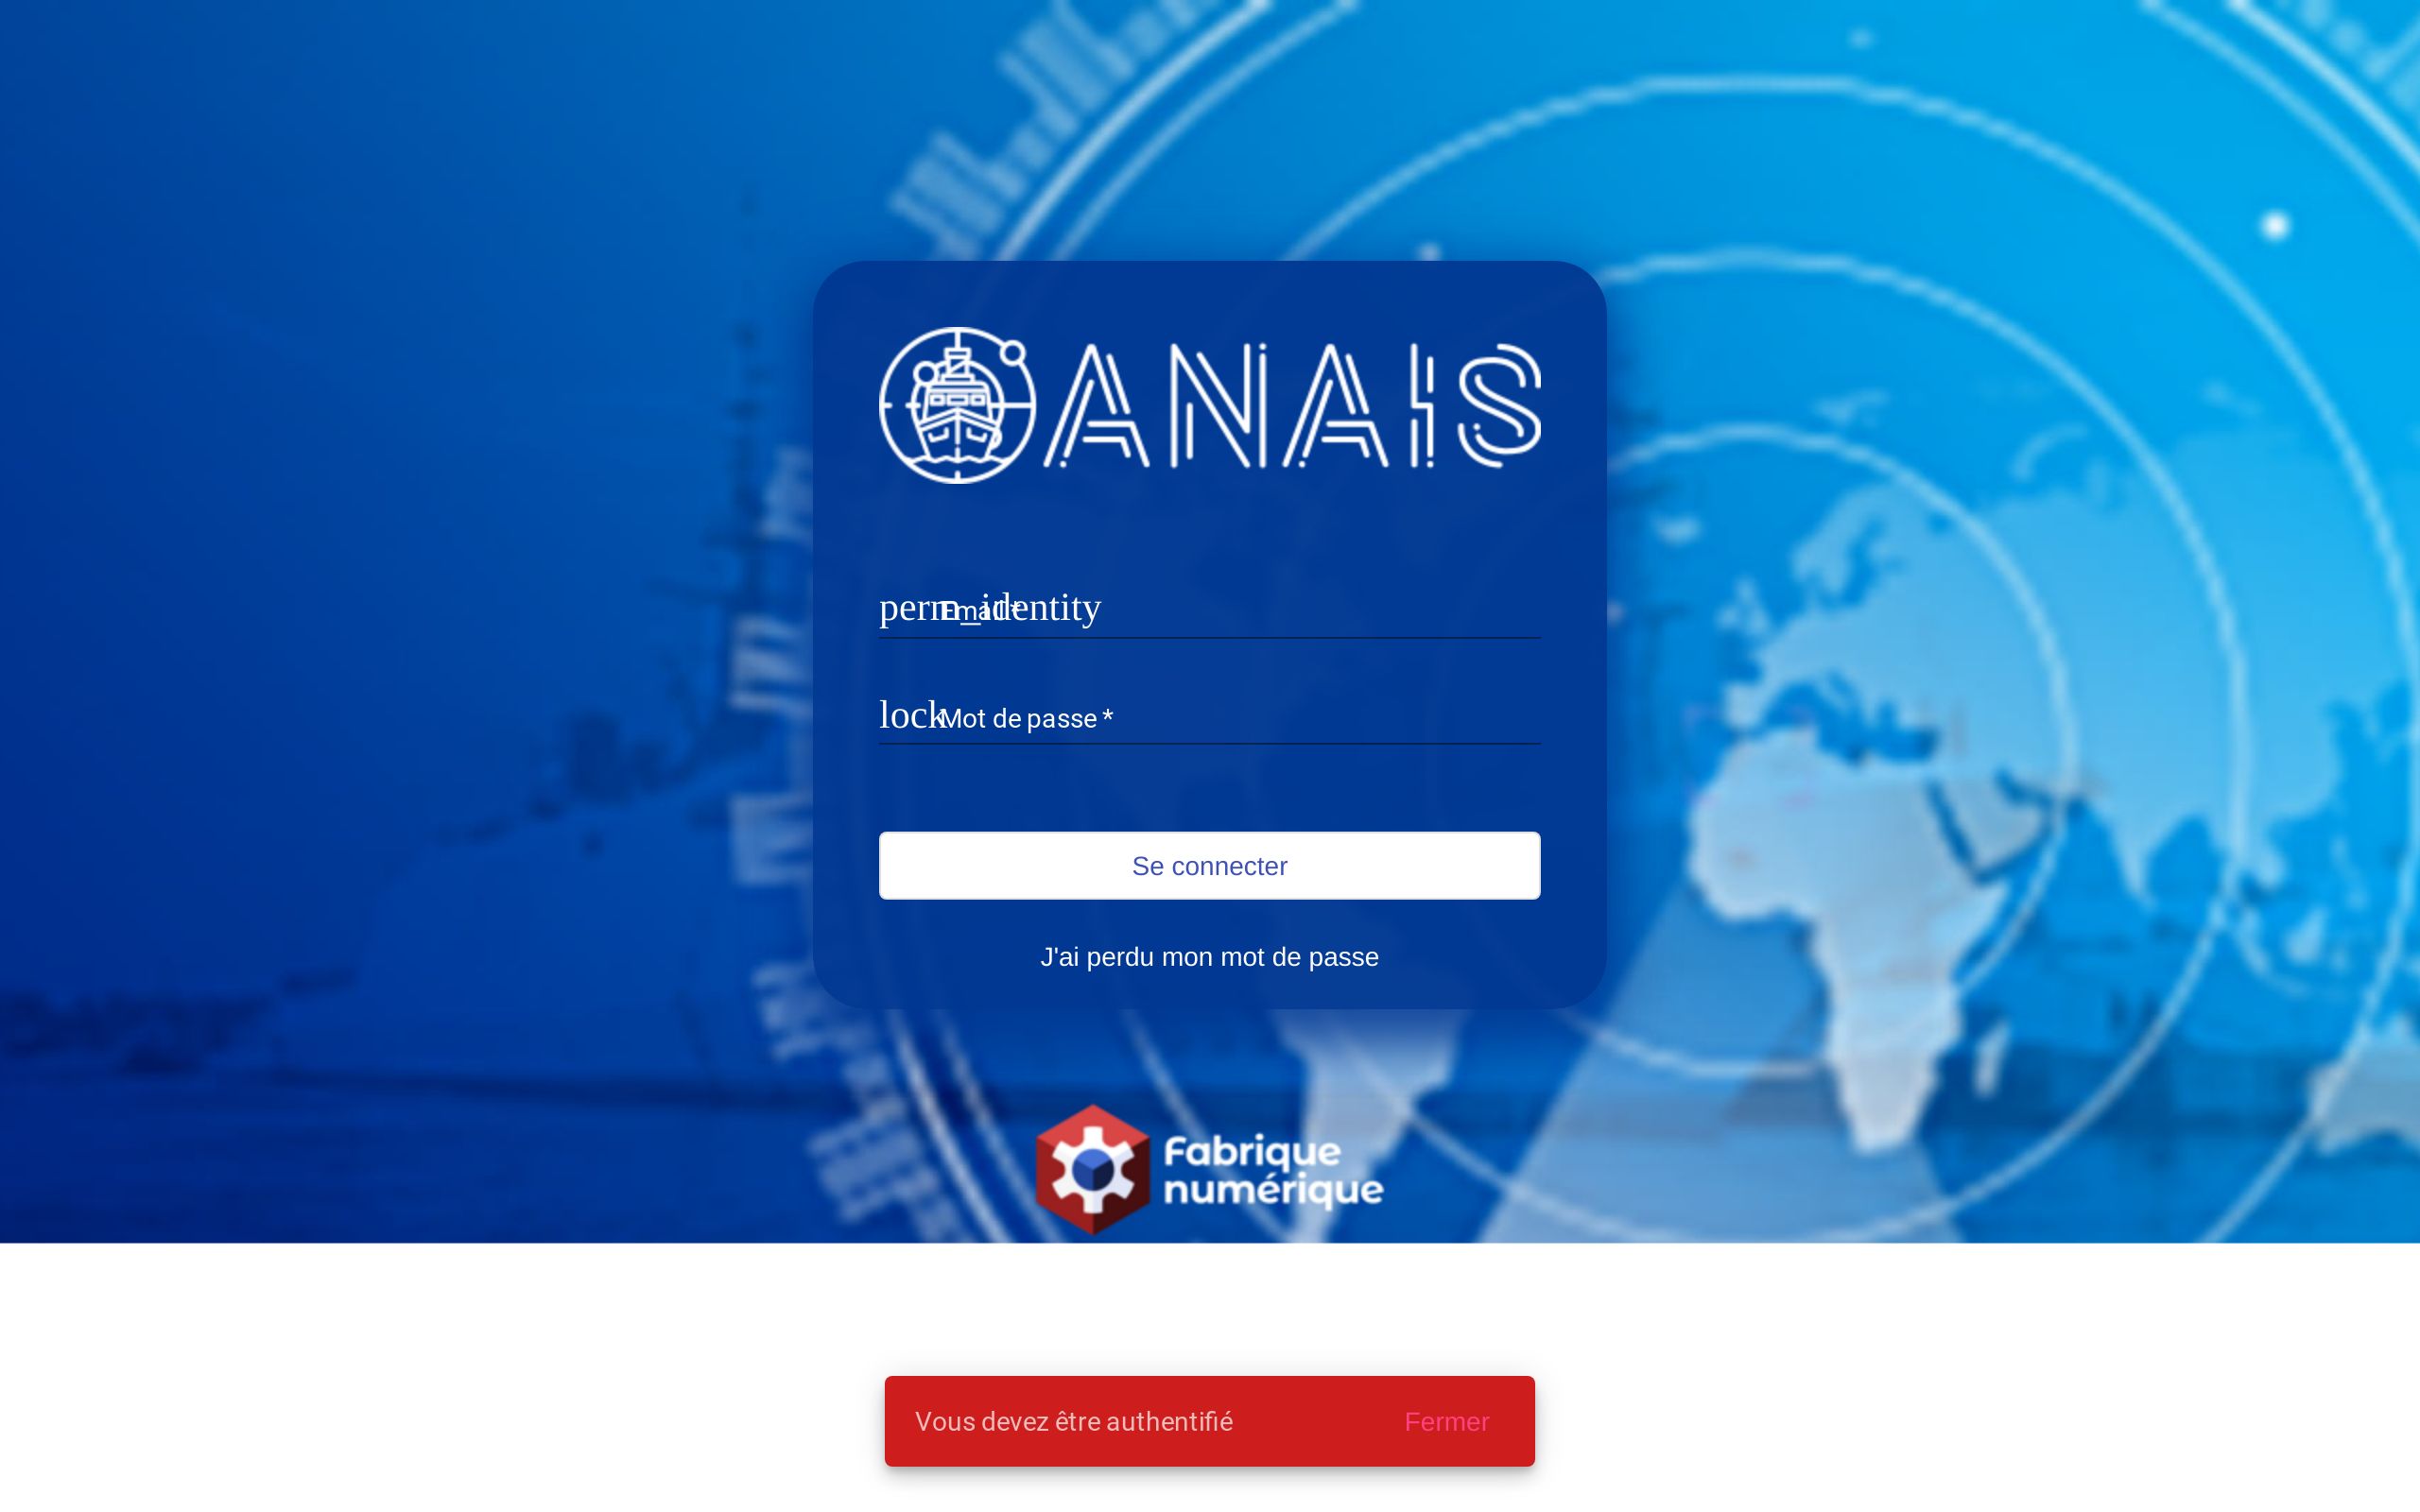 ANAIS
perm_identity
Email *
lock
Mot de passe *
Se connecter
J'ai perdu mon mot de passe
Fabrique
numérique
Vous devez être authentifié
Fermer